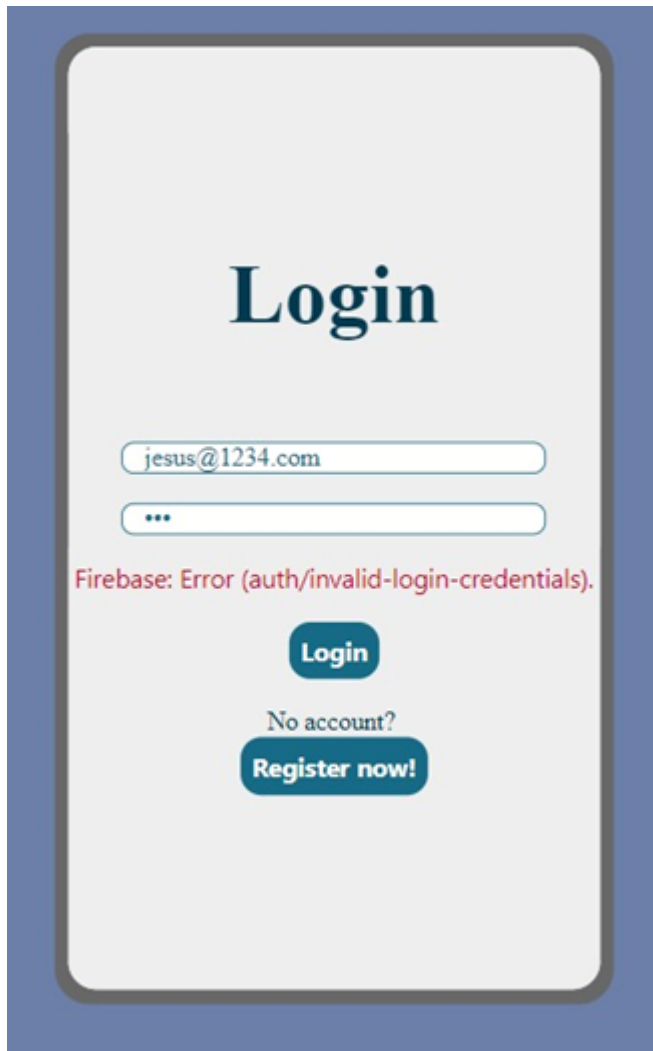 Login
jesus@1234.com
•••
Firebase: Error (auth/invalid-login-credentials).
Login
No account?
Register now!